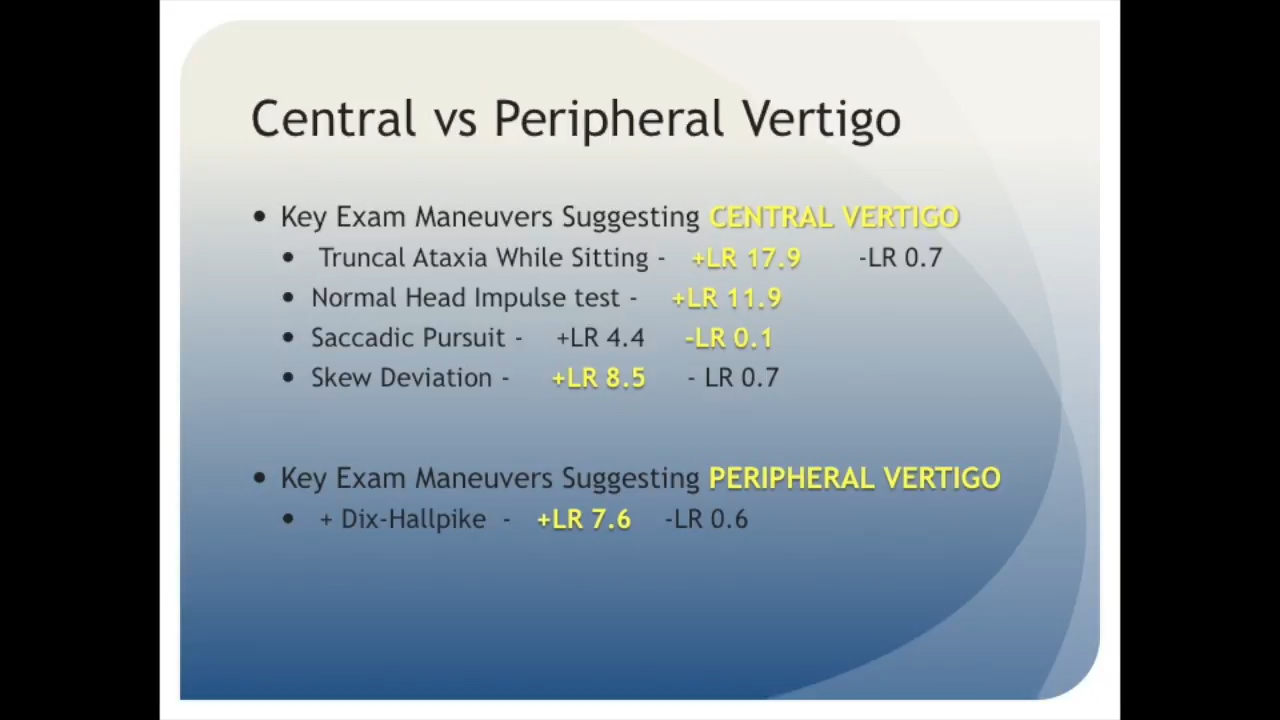 Central vs Peripheral Vertigo
• Key Exam Maneuvers Suggesting CENTRAL VERTIGO
• Truncal Ataxia While Sitting - +LR 17.9 -LR 0.7
• Normal Head Impulse test - +LR 11.9
• Saccadic Pursuit - +LR 4.4 -LR 0.1
• Skew Deviation - +LR 8.5 - LR 0.7
• Key Exam Maneuvers Suggesting PERIPHERAL VERTIGO
• + Dix-Hallpike - +LR 7.6 -LR 0.6